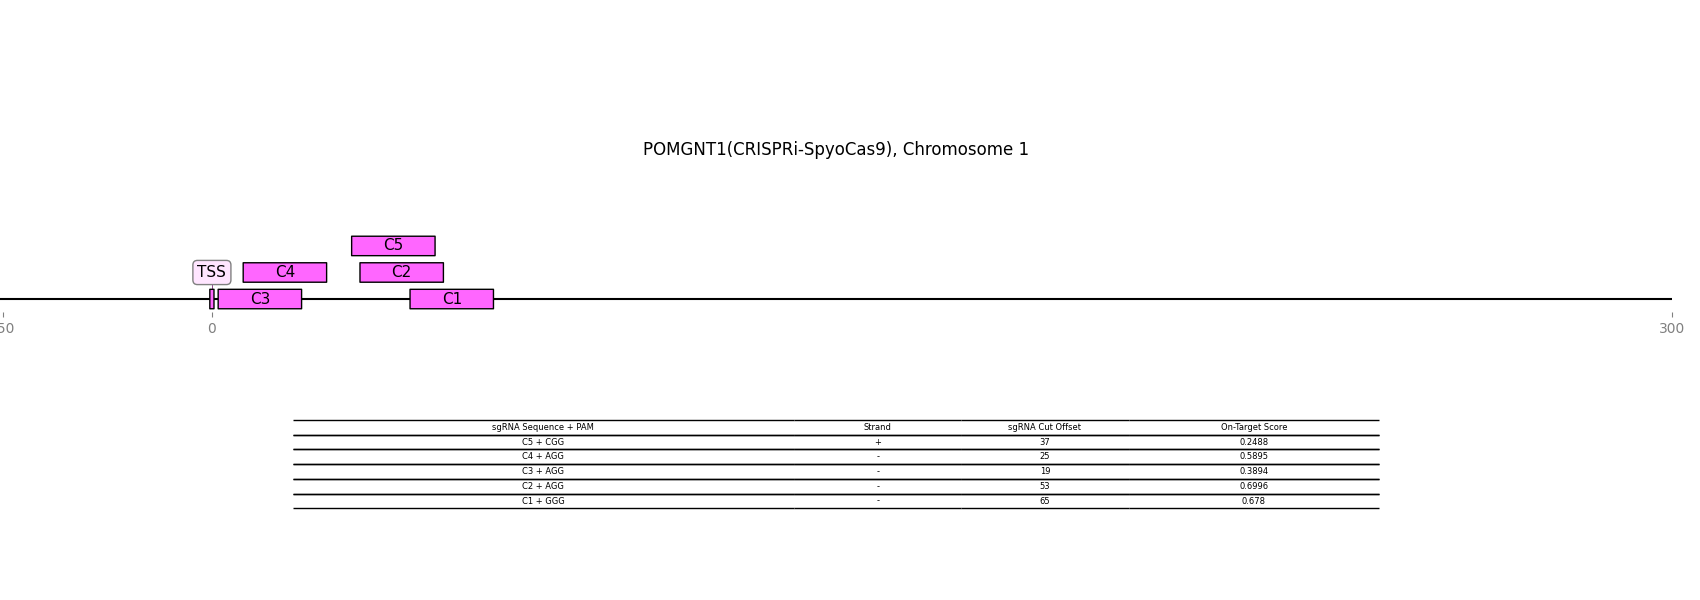 POMGNT1(CRISPRi-SpyoCas9), Chromosome 1
C5
TSS C4 C2
C3 C1
50 0 300
sgRNA Sequence + PAM Strand sgRNA Cut Offset On-Target Score
C5 + CGG + 37 0.2488
C4 + AGG - 25 0.5895
C3 + AGG - 19 0.3894
C2 + AGG - 53 0.6996
C1 + GGG - 65 0.678